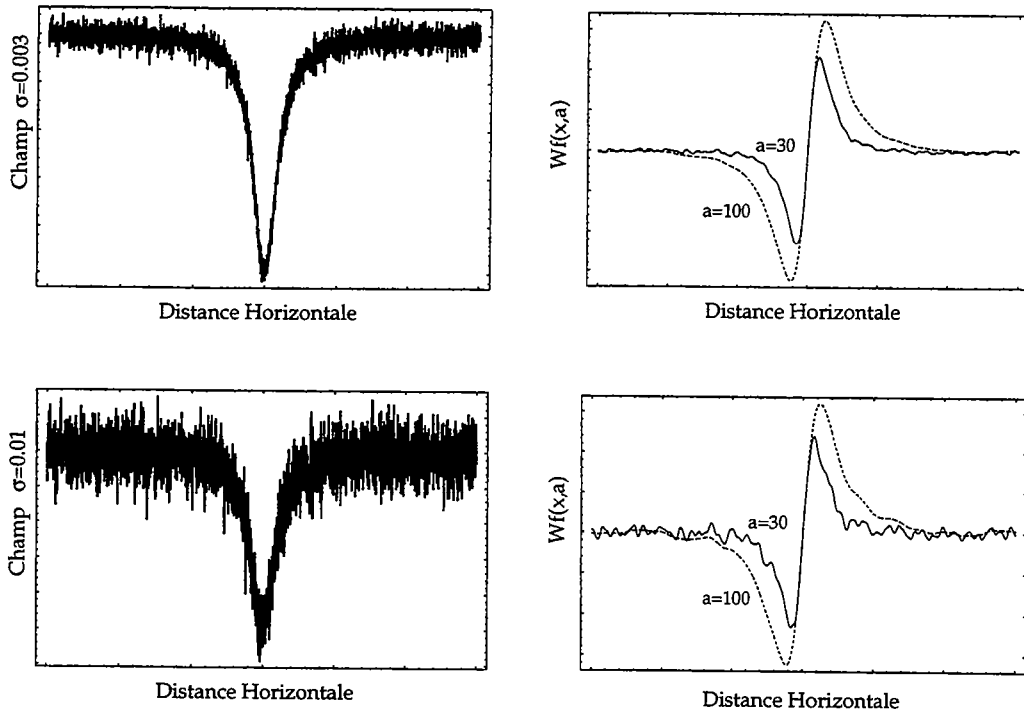 Champ σ=0.003
Distance Horizontale
Wf(x,a)
a=30
a=100
Distance Horizontale
Champ σ=0.01
Distance Horizontale
Wf(x,a)
a=30
a=100
Distance Horizontale